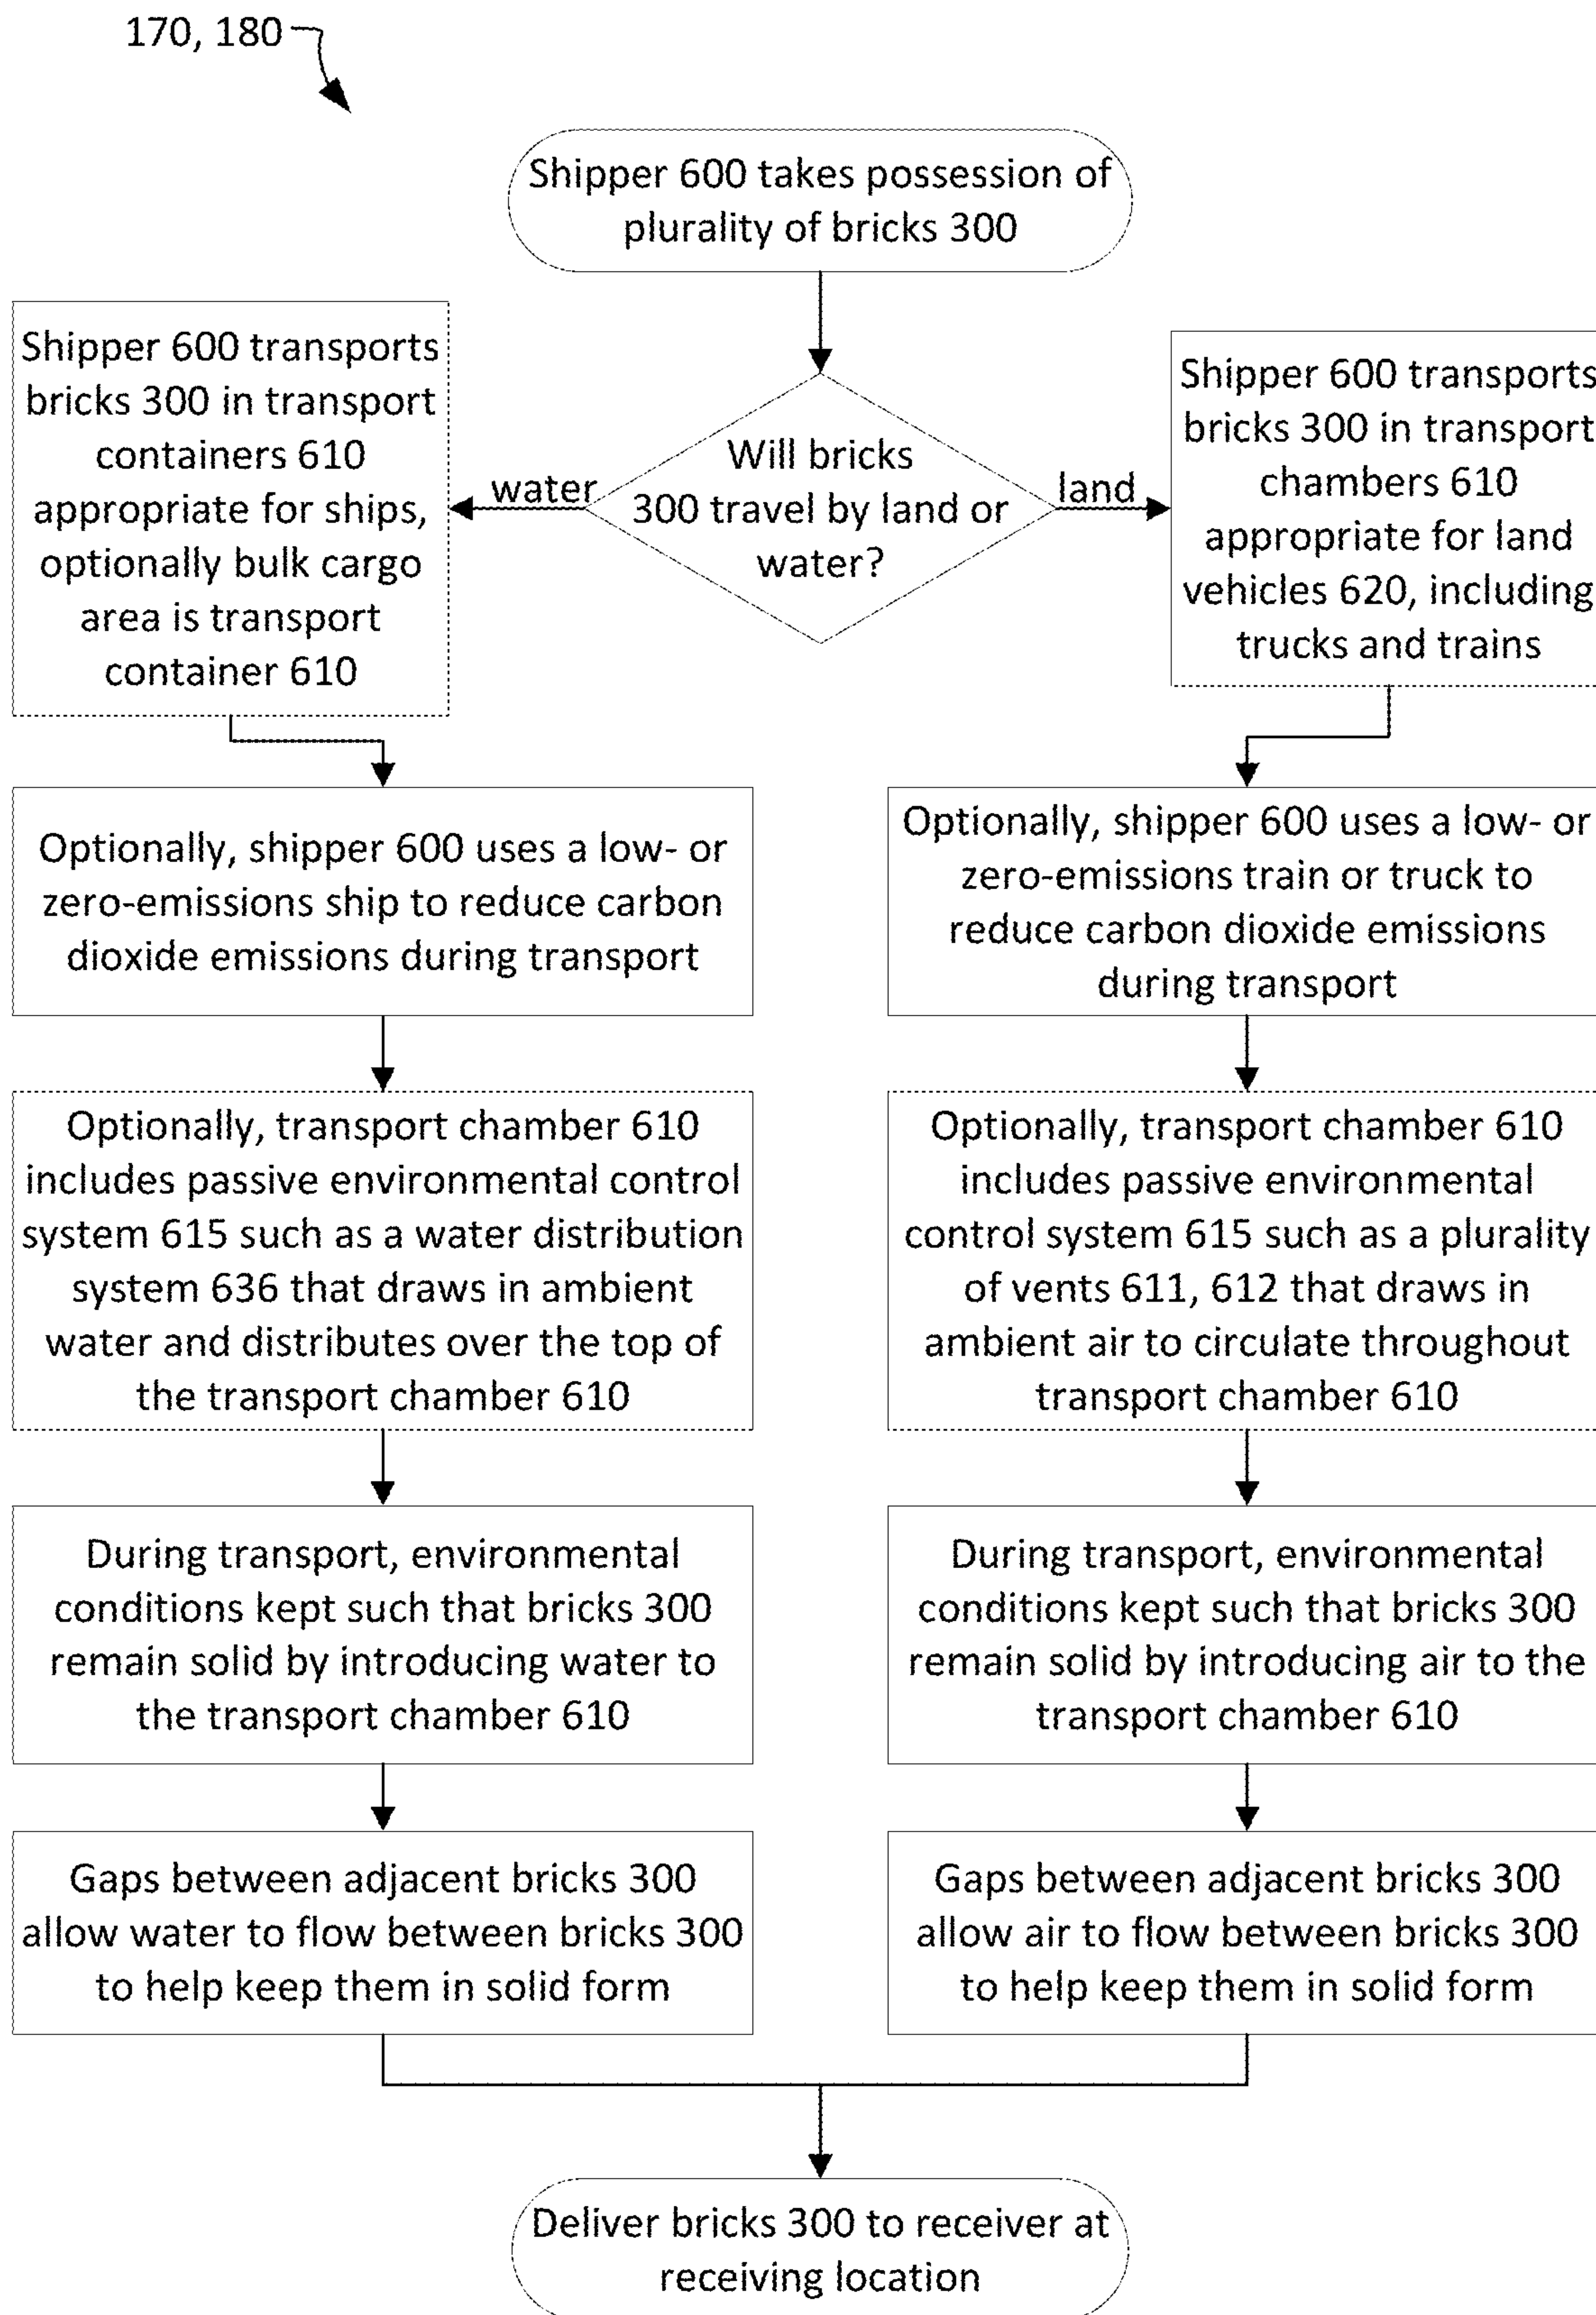 170, 180
Shipper 600 takes possession of
plurality of bricks 300
Will bricks
300 travel by land or
water?
water
land
Shipper 600 transports
bricks 300 in transport
containers 610
appropriate for ships,
optionally bulk cargo
area is transport
container 610
Optionally, shipper 600 uses a low- or
zero-emissions ship to reduce carbon
dioxide emissions during transport
Optionally, transport chamber 610
includes passive environmental control
system 615 such as a water distribution
system 636 that draws in ambient
water and distributes over the top of
the transport chamber 610
During transport, environmental
conditions kept such that bricks 300
remain solid by introducing water to
the transport chamber 610
Gaps between adjacent bricks 300
allow water to flow between bricks 300
to help keep them in solid form
Shipper 600 transports
bricks 300 in transport
chambers 610
appropriate for land
vehicles 620, including
trucks and trains
Optionally, shipper 600 uses a low- or
zero-emissions train or truck to
reduce carbon dioxide emissions
during transport
Optionally, transport chamber 610
includes passive environmental
control system 615 such as a plurality
of vents 611, 612 that draws in
ambient air to circulate throughout
transport chamber 610
During transport, environmental
conditions kept such that bricks 300
remain solid by introducing air to the
transport chamber 610
Gaps between adjacent bricks 300
allow air to flow between bricks 300
to help keep them in solid form
Deliver bricks 300 to receiver at
receiving location